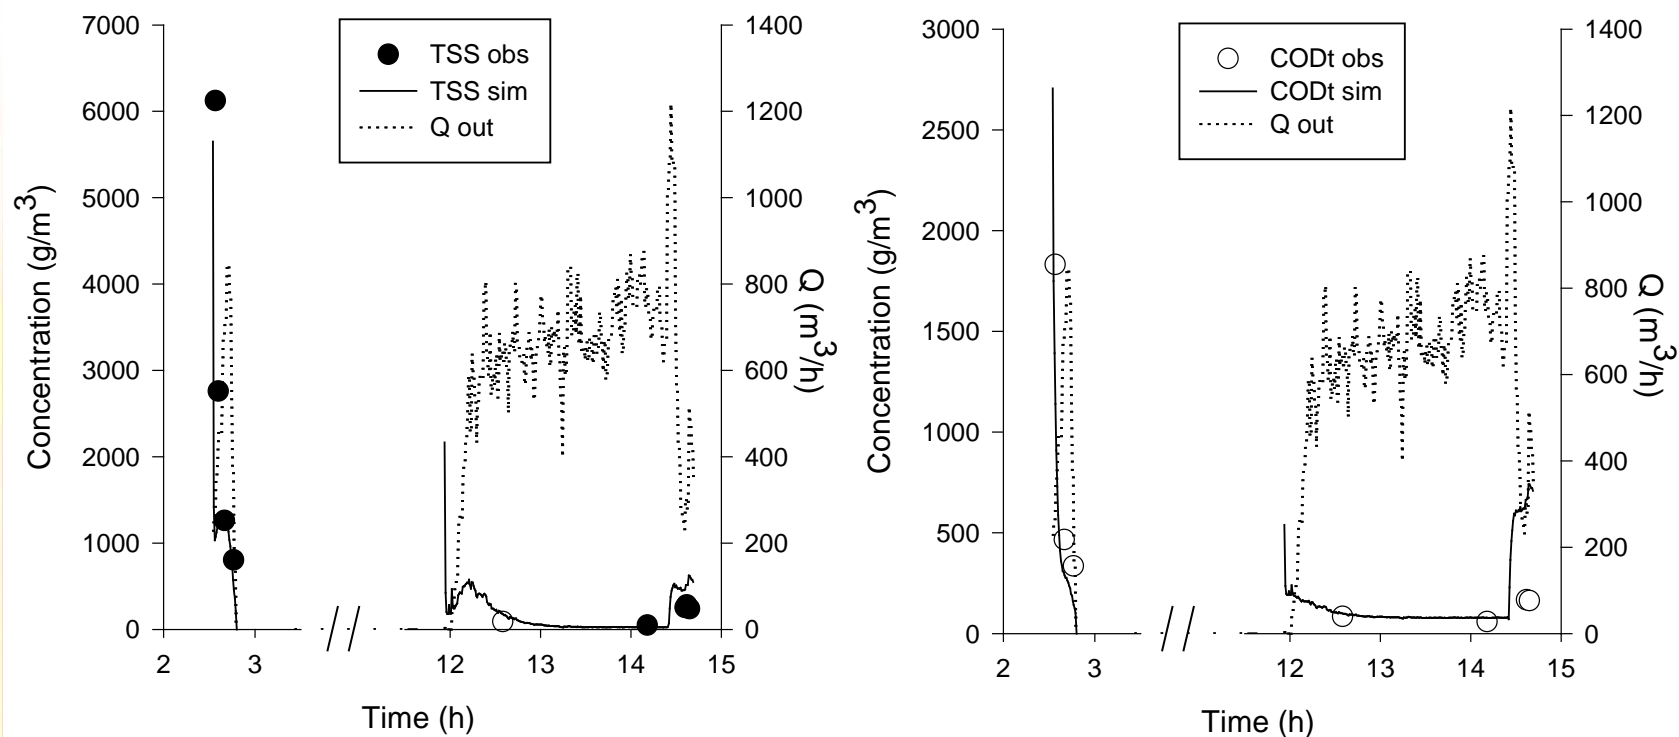 7000
6000
5000
4000
3000
2000
1000
0
Concentration (g/m³)
TSS obs
TSS sim
Q out
1400
1200
1000
800
600
400
200
0
Q (m³/h)
2 3 12 13 14 15
Time (h)
3000
2500
2000
1500
1000
500
0
Concentration (g/m³)
CODt obs
CODt sim
Q out
1400
1200
1000
800
600
400
200
0
Q (m³/h)
2 3 12 13 14 15
Time (h)